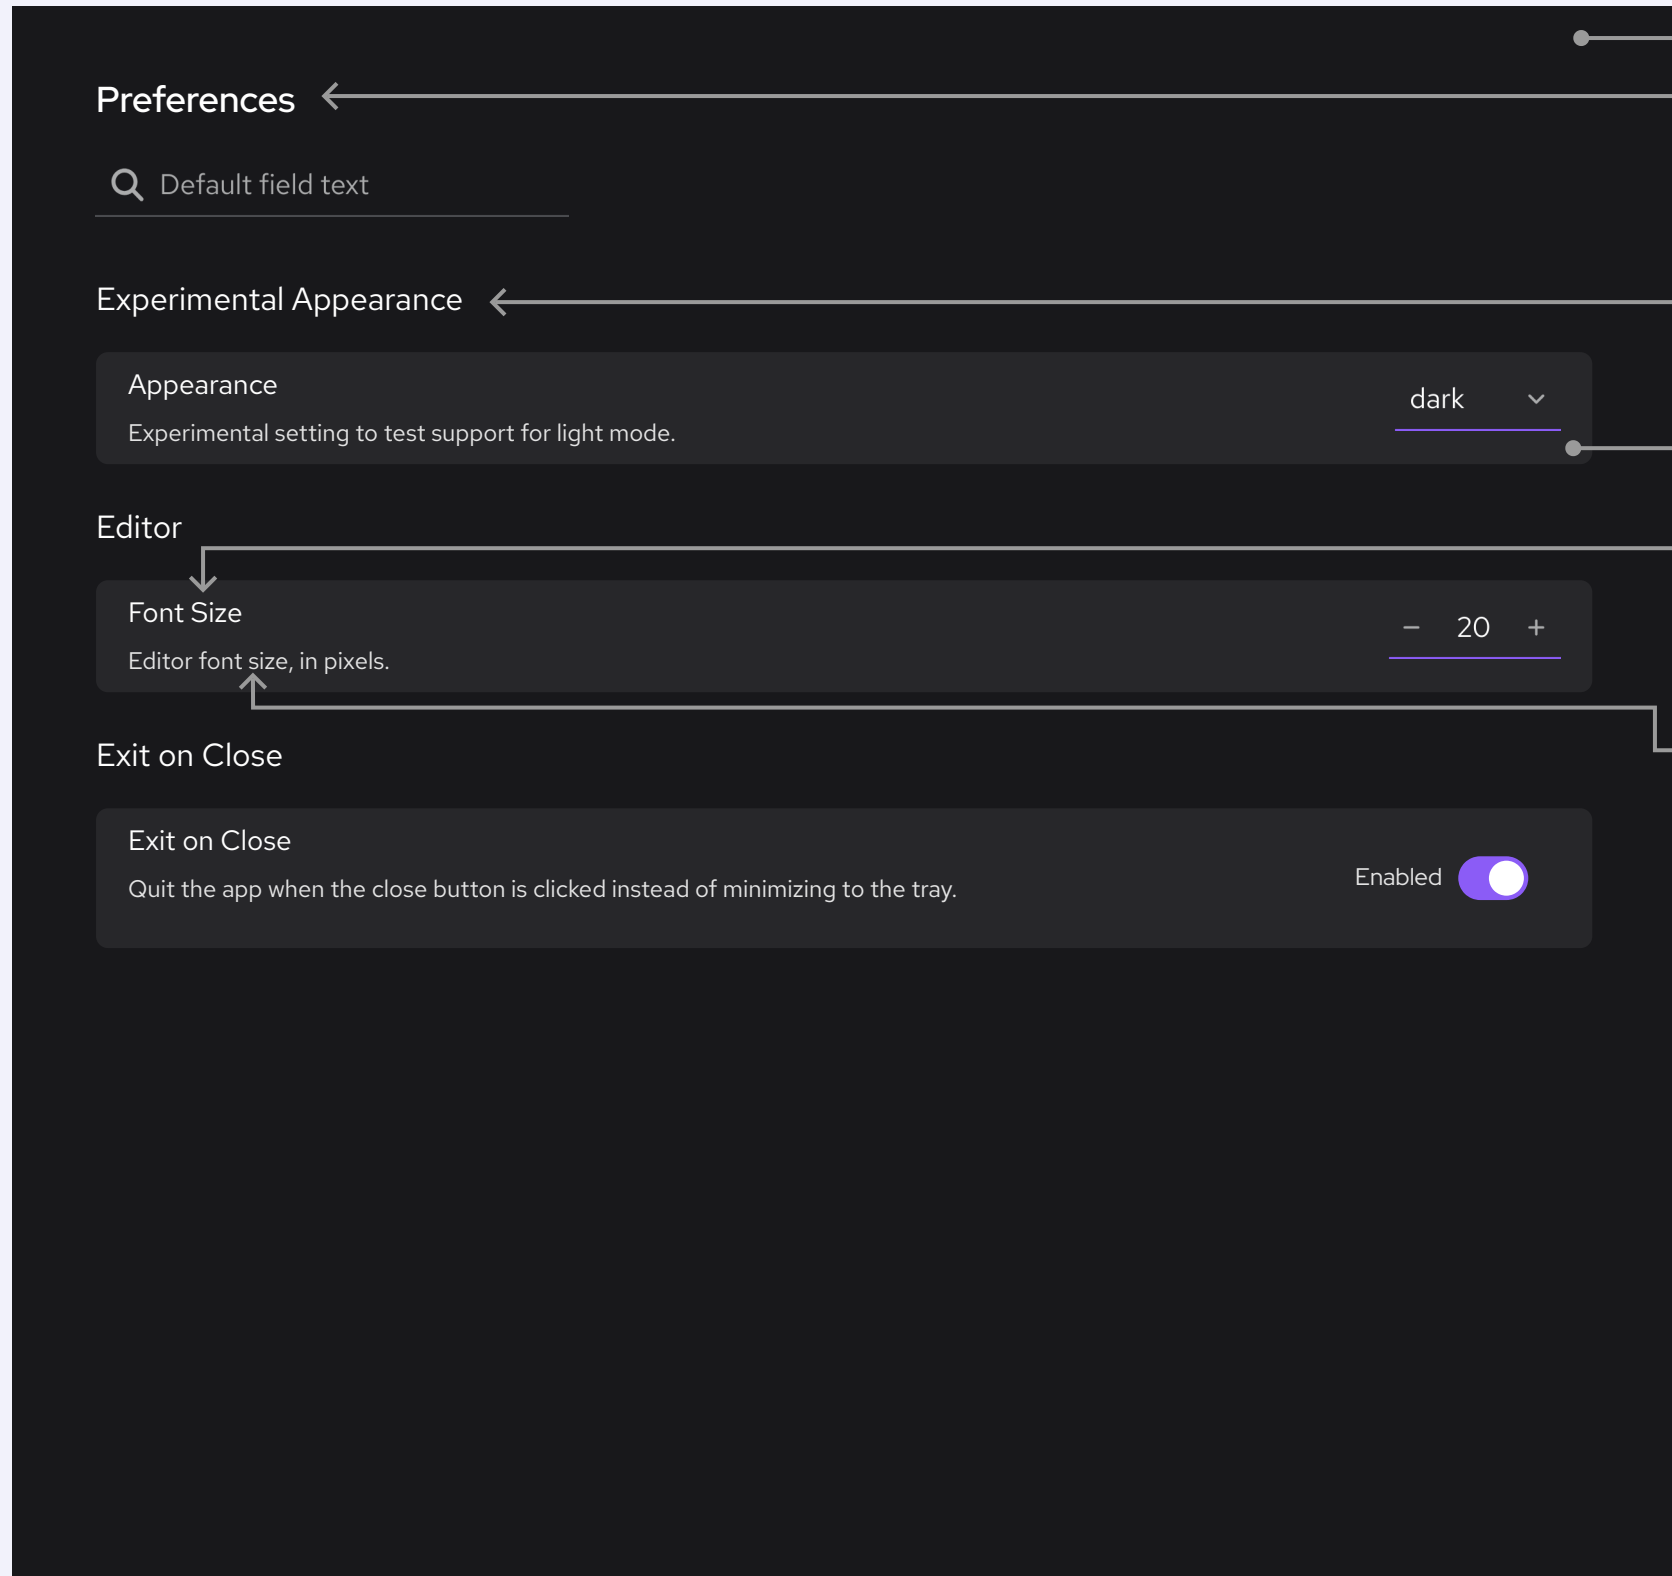 Preferences
Default field text
Experimental Appearance
Appearance
dark
Experimental setting to test support for light mode.
Editor
Font Size
20
Editor font size, in pixels.
Exit on Close
Exit on Close
Enabled
Quit the app when the close button is clicked instead of minimizing to the tray.